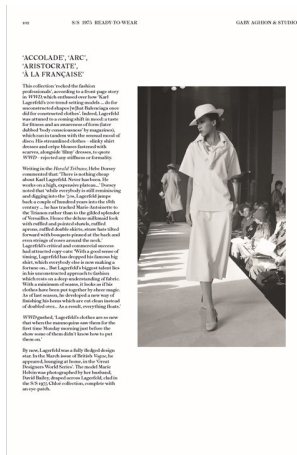 S/S 1975 READY-TO-WEAR
GABY AGHION & STUDIO
'ACCOLADE', 'ARC',
'ARISTOCRATE',
'À LA FRANÇAISE'
This collection 'rocked the fashion
professionals', according to a front-page story
in WWD, which enthused over how 'Karl
Lagerfeld's 100 trend-setting models ... do for
unconstructed shapes [w]hat Balenciaga once
did for constructed clothes'. Indeed, Lagerfeld
was attuned to a coming shift in mood: a taste
for fitness and an awareness of form (later
dubbed 'body consciousness' by magazines),
which ran in tandem with the sensual mood of
disco. His streamlined clothes – slinky shirt
dresses and crêpe blouses fastened with
scarves, alongside 'filmy' dresses, to quote
WWD – rejected any stiffness or formality.
Writing in the Herald Tribune, Hebe Dorsey
commented that: 'There is nothing cheap
about Karl Lagerfeld. Never has been. He
works on a high, expensive plateau...' Dorsey
noted that 'while everybody is still reminiscing
and digging into the '50s, Lagerfeld jumps
back a couple of hundred years into the 18th
century ... he has tracked Marie-Antoinette to
the Trianon rather than to the gilded splendor
of Versailles. Hence the deluxe milkmaid look
with ruffled and pointed shawls, ruffled
aprons, ruffled double skirts, straw hats tilted
forward with bouquets pinned at the back and
even strings of roses around the neck.'
Lagerfeld's critical and commercial success
had attracted copy-cats: 'With a good sense of
timing, Lagerfeld has dropped his famous big
skirt, which everybody else is now making a
fortune on... But Lagerfeld's biggest talent lies
in his unconstructed approach to fashion
which rests on a deep understanding of fabric.
With a minimum of seams, it looks as if his
clothes have been put together by sheer magic.
As of last season, he developed a new way of
finishing his hems which are cut clean instead
of doubled over... As a result, everything floats.'
WWD gushed, 'Lagerfeld's clothes are so new
that when the mannequins saw them for the
first time Monday morning just before the
show some of them didn't know how to put
them on.'
By now, Lagerfeld was a fully fledged design
star. In the March issue of British Vogue, he
appeared, lounging at home, in the 'Great
Designers World Series'. The model Marie
Helvin was photographed by her husband,
David Bailey, draped across Lagerfeld, clad in
the S/S 1975 Chloé collection, complete with
an eye-patch.